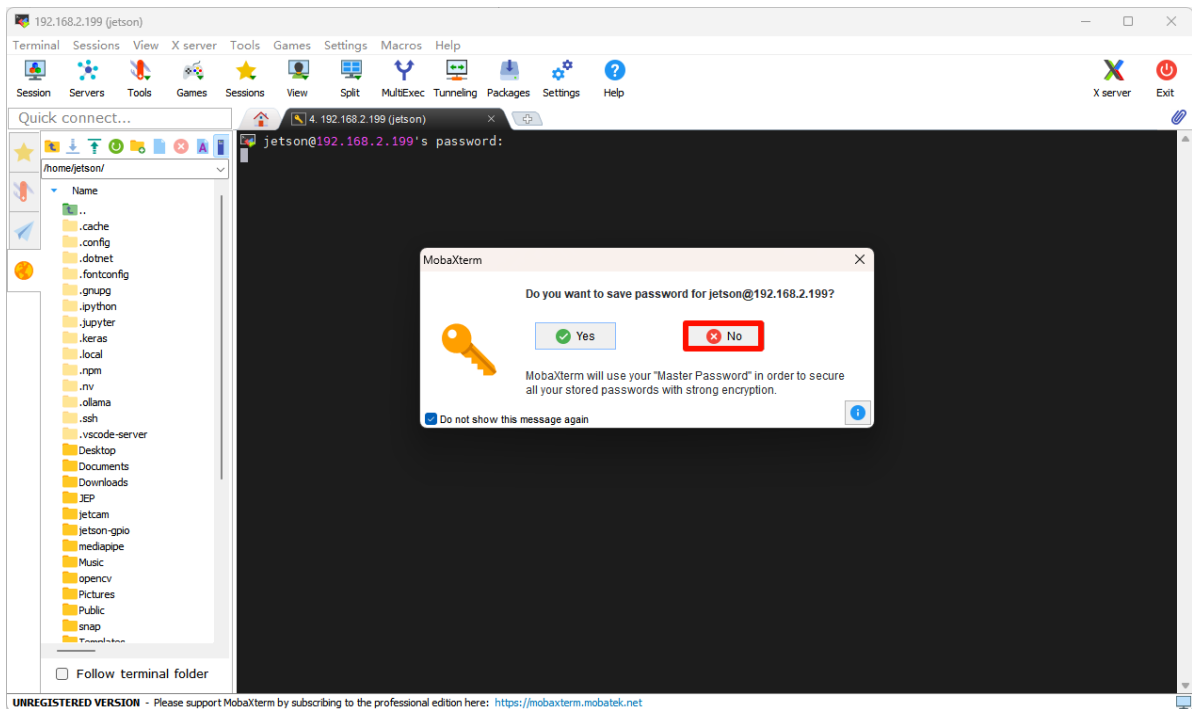 192.168.2.199 (jetson)
Terminal Sessions View X server Tools Games Settings Macros Help
Session Servers Tools Games Sessions View Split MultiExec Tunneling Packages Settings Help X server Exit
Quick connect...
4. 192.168.2.199 (jetson)
/home/jetson/
Name
..
.cache
.config
.dotnet
.fontconfig
.gnupg
.ipython
.jupyter
.keras
.local
.npm
.nv
.ollama
.ssh
.vscode-server
Desktop
Documents
Downloads
JEP
jetcam
jetson-gpio
mediapipe
Music
opencv
Pictures
Public
snap
Templates
Follow terminal folder
jetson@192.168.2.199's password:
MobaXterm
Do you want to save password for jetson@192.168.2.199?
Yes No
MobaXterm will use your "Master Password" in order to secure
all your stored passwords with strong encryption.
Do not show this message again
UNREGISTERED VERSION - Please support MobaXterm by subscribing to the professional edition here: https://mobaxterm.mobatek.net